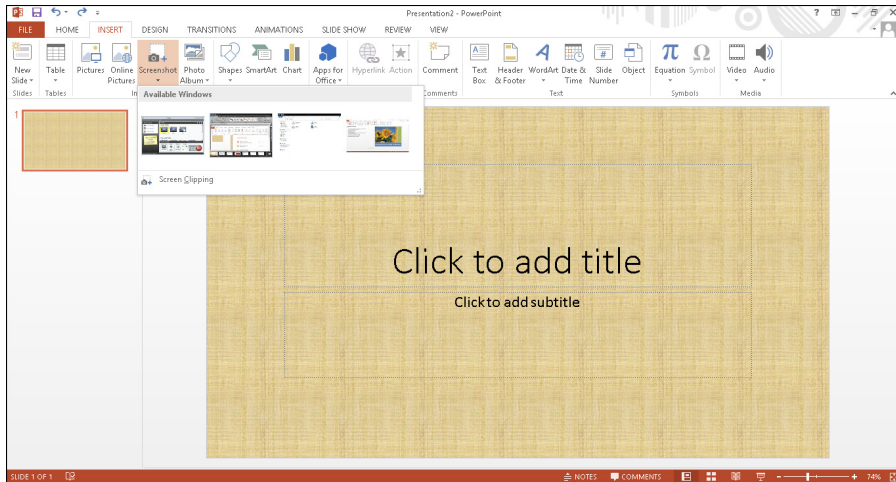 Presentation2 - PowerPoint
FILE HOME INSERT DESIGN TRANSITIONS ANIMATIONS SLIDE SHOW REVIEW VIEW
New Slide
Table
Pictures
Online Pictures
Screenshot
Photo Album
Shapes
SmartArt
Chart
Apps for Office
Hyperlink
Action
Comment
Text Box
Header & Footer
WordArt
Date & Time
Slide Number
Object
Equation
Symbol
Video
Audio
Slides Tables In omments Text Symbols Media
Available Windows
Screen Clipping
1
Click to add title
Click to add subtitle
SLIDE 1 OF 1 NOTES COMMENTS 74%